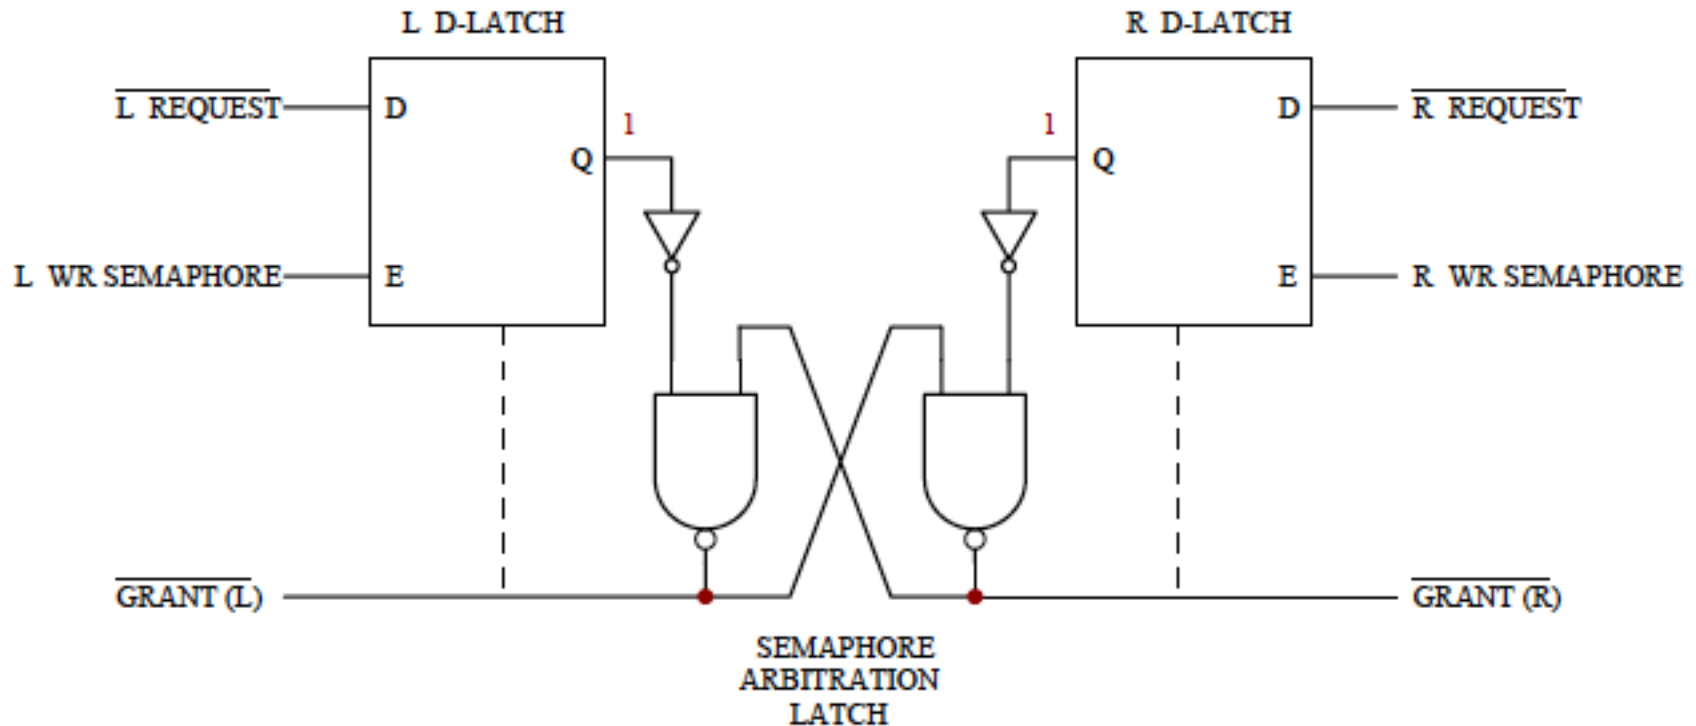 L D-LATCH
R D-LATCH
L REQUEST
D
1
Q
1
Q
D
R REQUEST
L WR SEMAPHORE
E
E
R WR SEMAPHORE
GRANT (L)
GRANT (R)
SEMAPHORE
ARBITRATION
LATCH